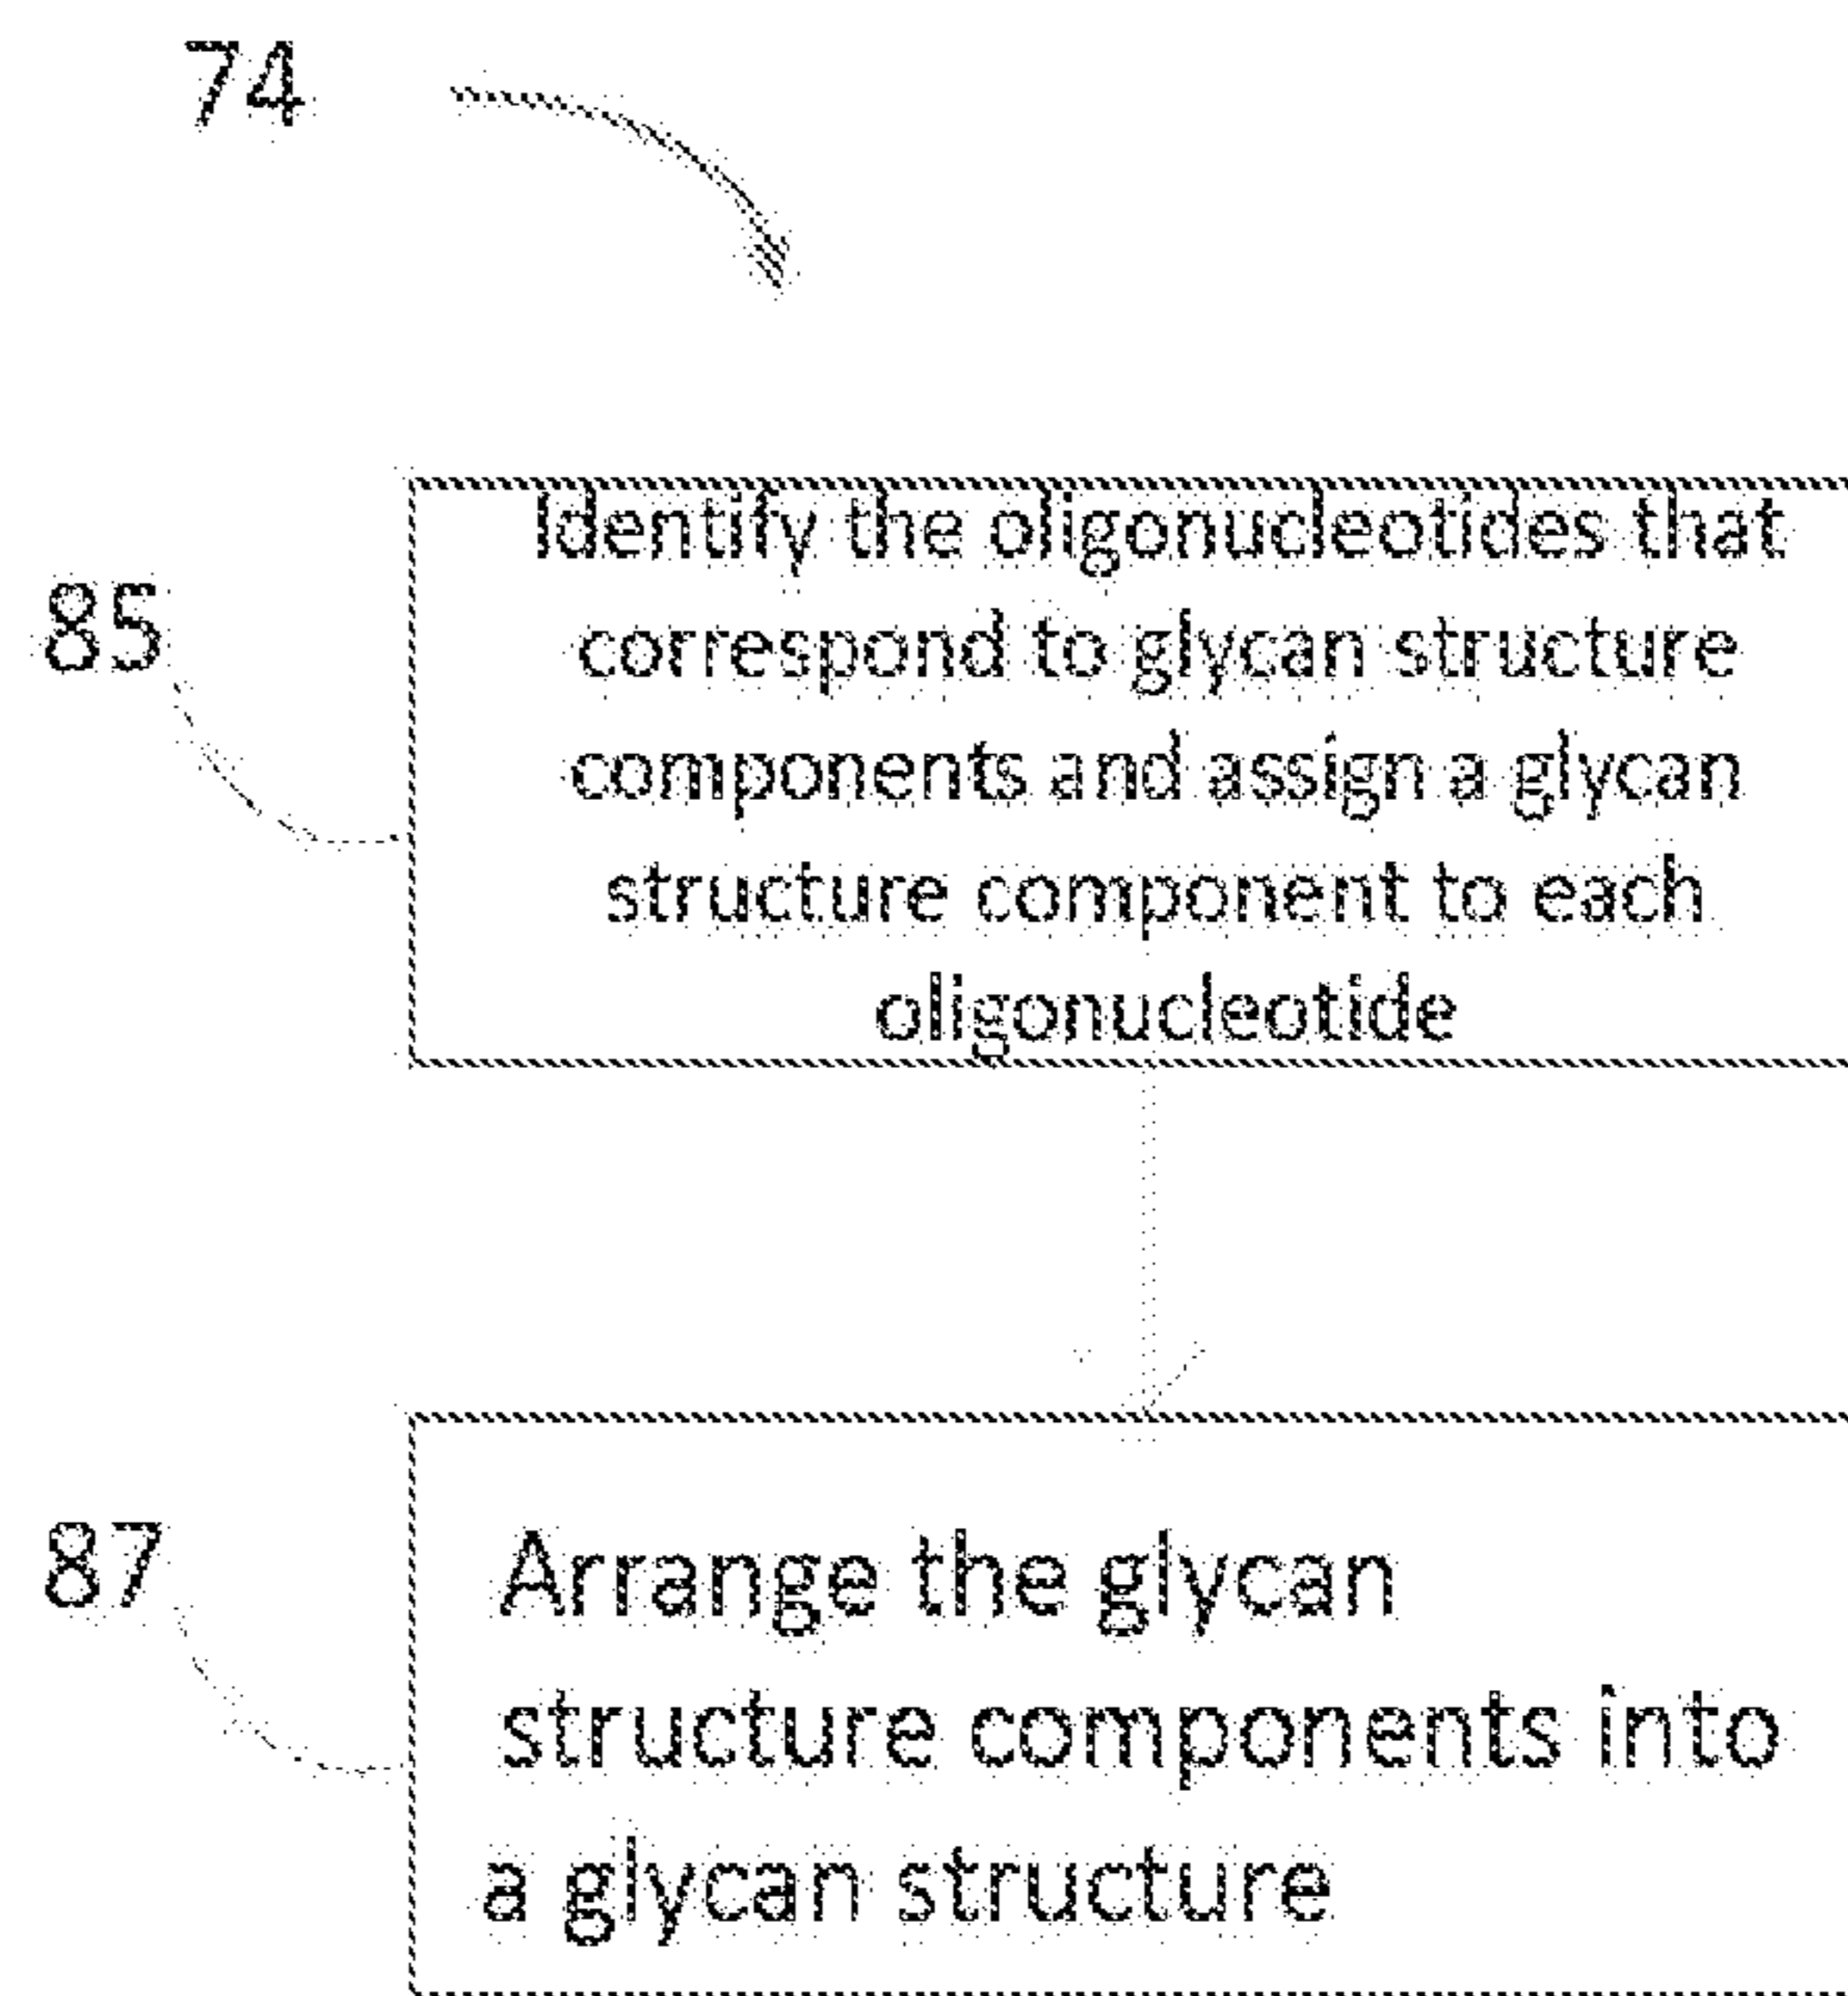 74
85
Identify the oligonucleotides that
correspond to glycan structure
components and assign a glycan
structure component to each
oligonucleotide
87
Arrange the glycan
structure components into
a glycan structure